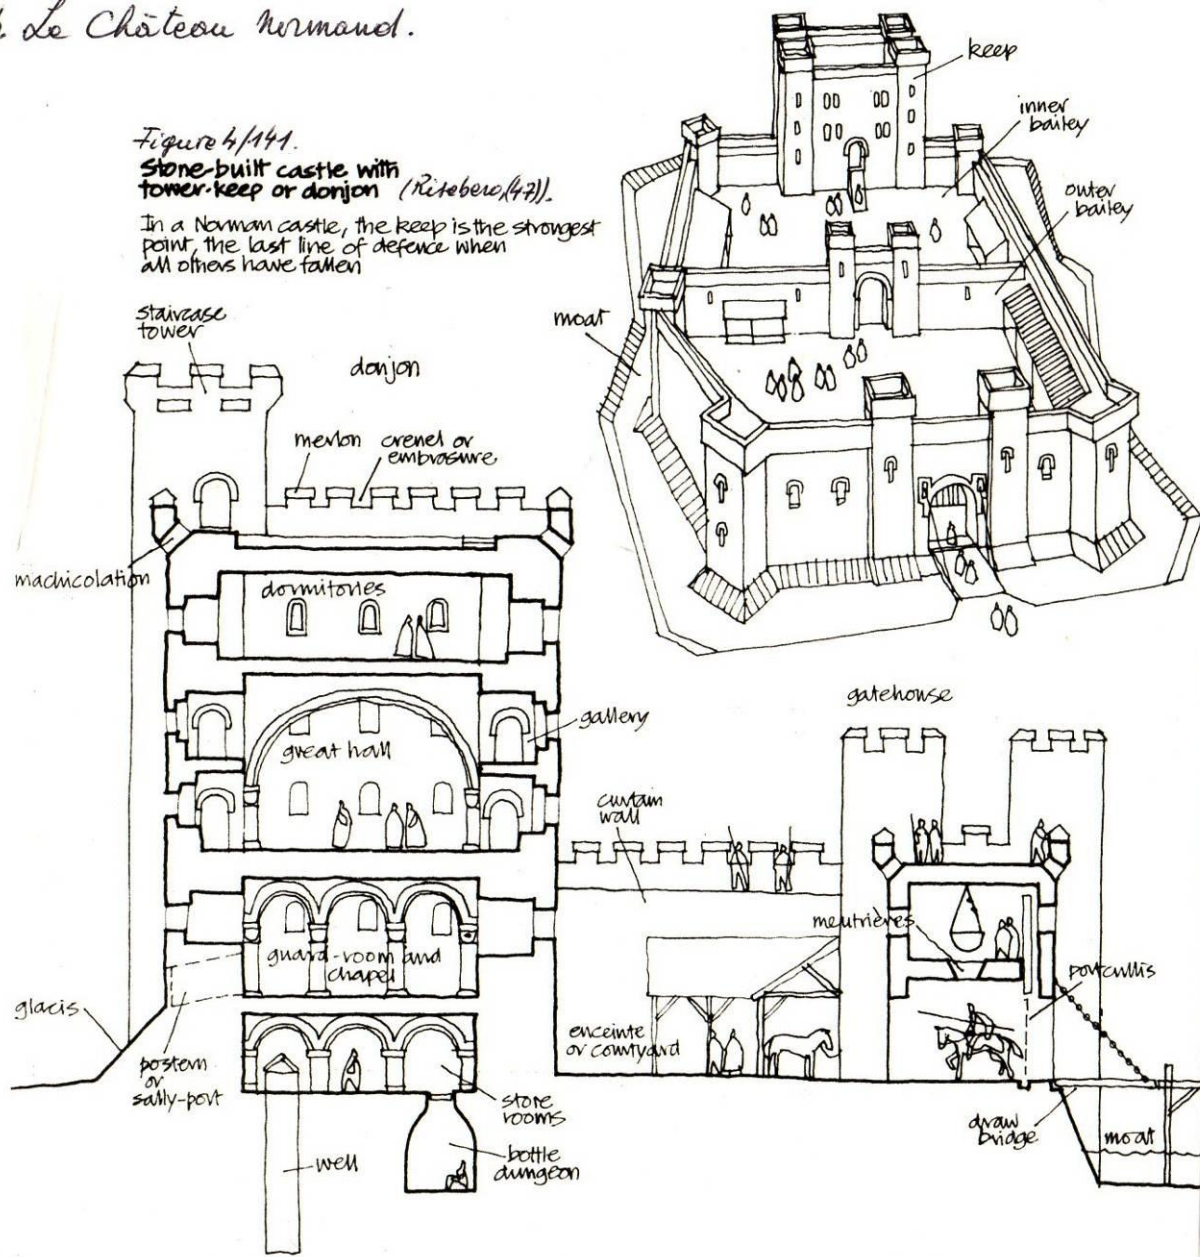 Le Château Normand.
Figure 4/141.
Stone-built castle with
tower-keep or donjon (Risebero,(47)).
In a Norman castle, the keep is the strongest
point, the last line of defence when
all others have fallen
keep
inner
bailey
outer
bailey
moat
staircase
tower
donjon
merlon
crenel or
embrasure
machicolation
dormitories
gallery
great hall
gatehouse
curtain
wall
meutrières
portcullis
guard-room and
chapel
glacis
postern
or
sally-port
enceinte
or courtyard
store
rooms
draw
bridge
moat
well
bottle
dungeon